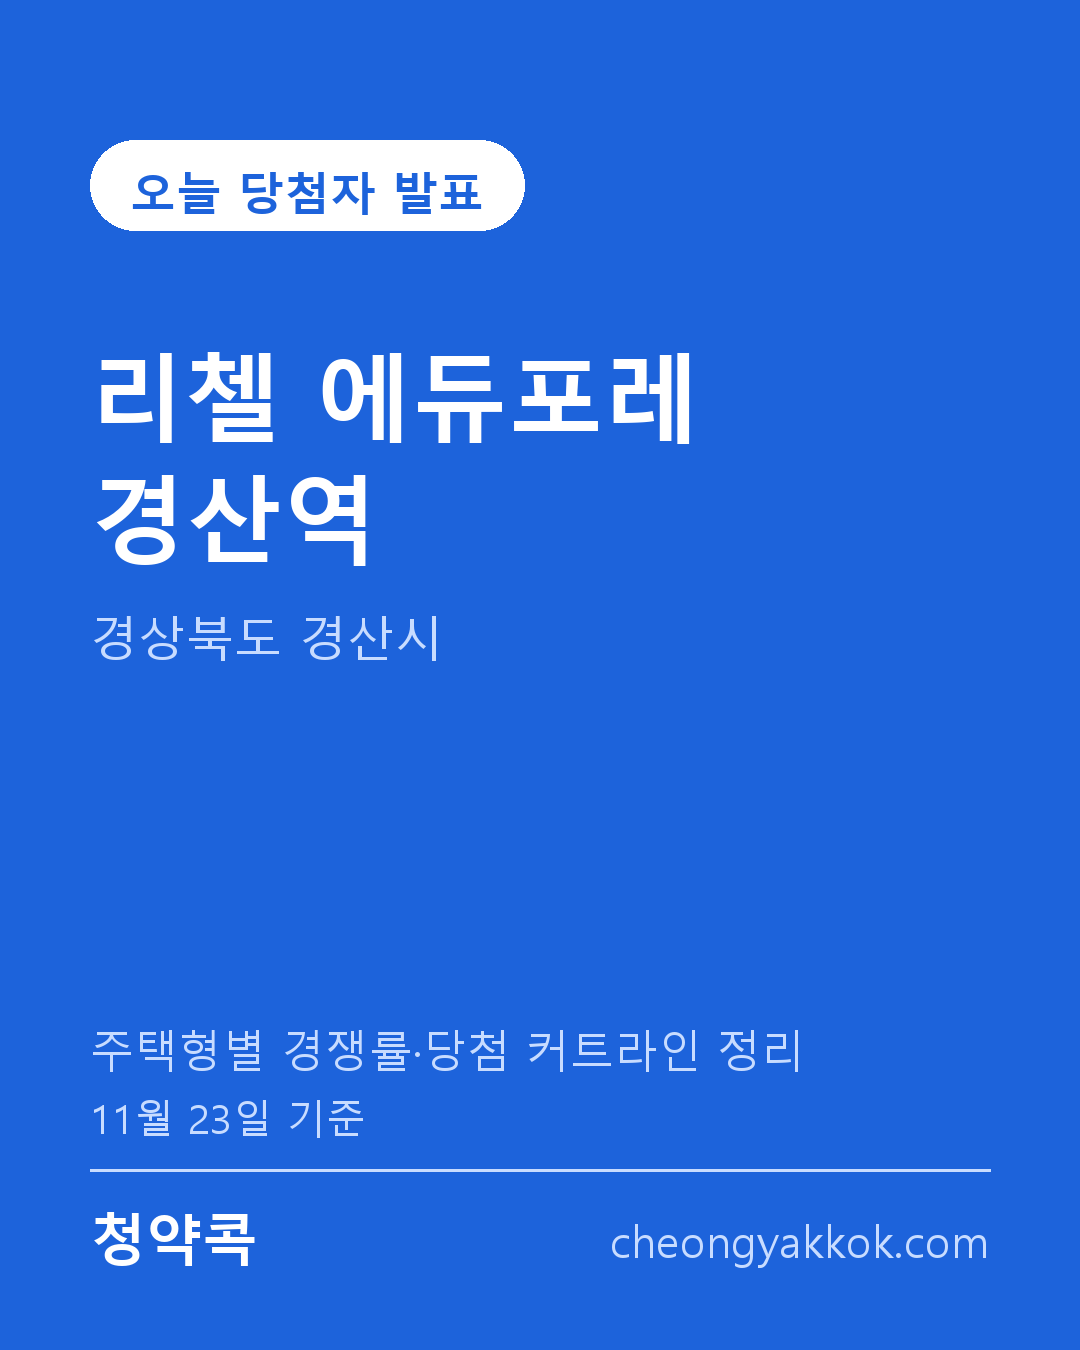 오늘 당첨자 발표
리첼 에듀포레
경산역
경상북도 경산시
주택형별 경쟁률·당첨 커트라인 정리
11월 23일 기준
청약콕
cheongyakkok.com